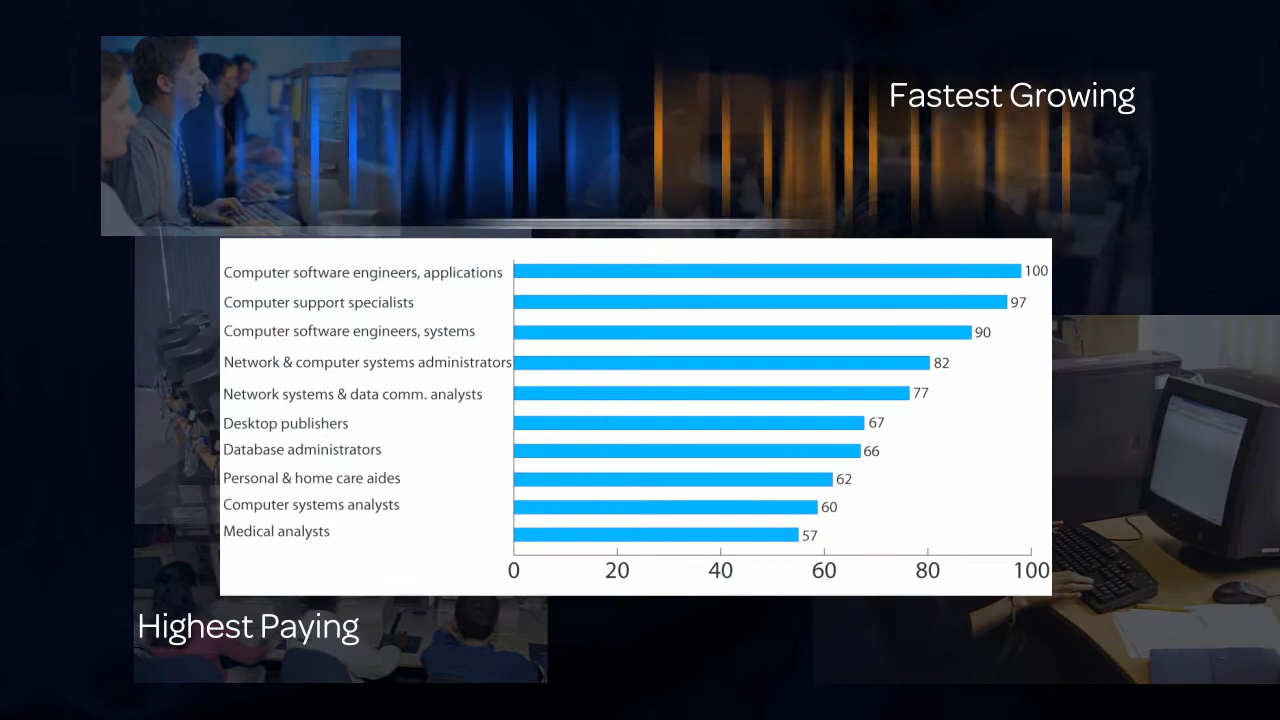 Fastest Growing
Computer software engineers, applications 100
Computer support specialists 97
Computer software engineers, systems 90
Network & computer systems administrators 82
Network systems & data comm. analysts 77
Desktop publishers 67
Database administrators 66
Personal & home care aides 62
Computer systems analysts 60
Medical analysts 57
0 20 40 60 80 100
Highest Paying